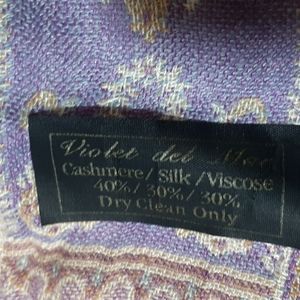 Violet del Mar
Cashmere/ Silk /Viscose
40%/ 30%/ 30%
Dry Clean Only